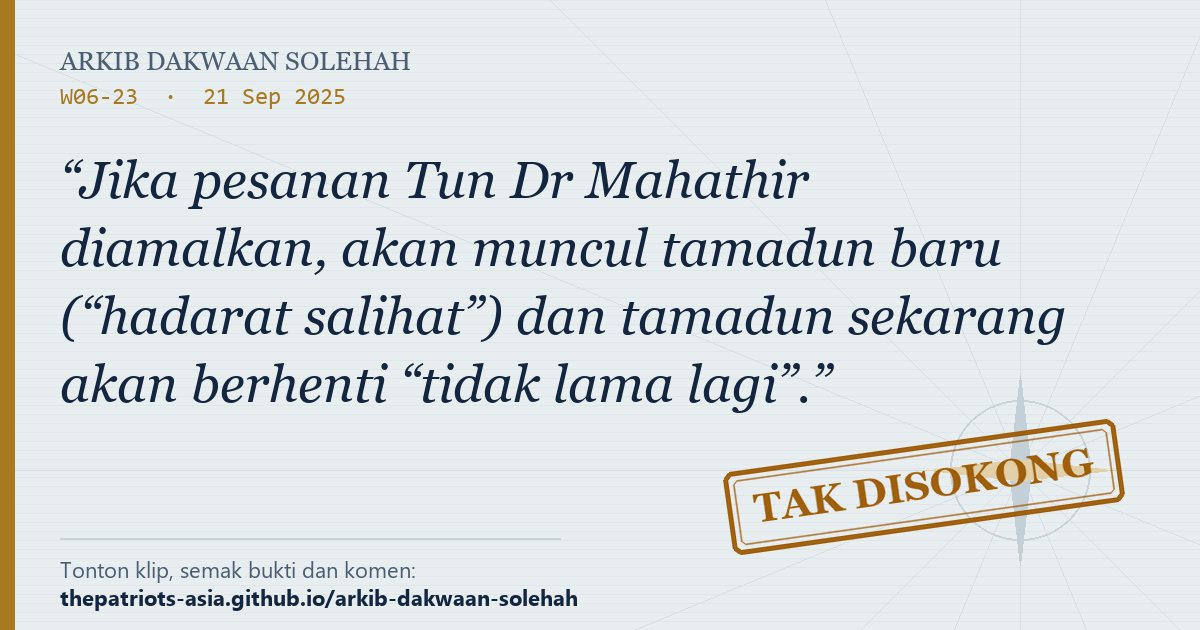 ARKIB DAKWAAN SOLEHAH
W06-23 · 21 Sep 2025
“Jika pesanan Tun Dr Mahathir
diamalkan, akan muncul tamadun baru
(“hadarat salihat”) dan tamadun sekarang
akan berhenti “tidak lama lagi”.”
TAK DISOKONG
Tonton klip, semak bukti dan komen:
thepatriots-asia.github.io/arkib-dakwaan-solehah